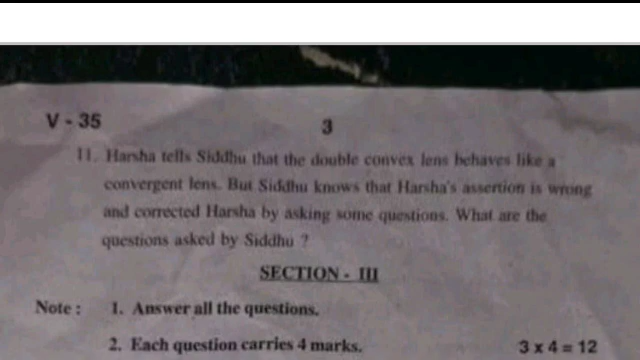 V - 35
3
11. Harsha tells Siddhu that the double convex lens behaves like a
convergent lens. But Siddhu knows that Harsha's assertion is wrong
and corrected Harsha by asking some questions. What are the
questions asked by Siddhu ?
SECTION - III
Note : 1. Answer all the questions.
2. Each question carries 4 marks. 3 x 4 = 12